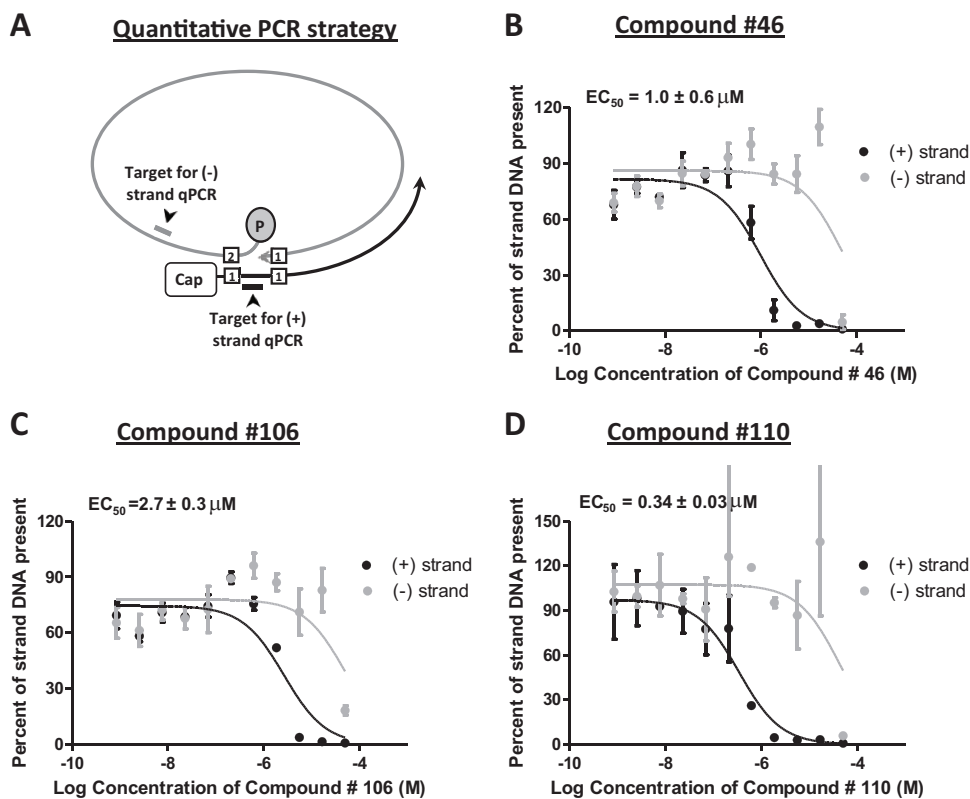 A
Quantitative PCR strategy
Target for (-)
strand qPCR
P
2
1
Cap
1
1
Target for (+)
strand qPCR
B
Compound #46
EC50 = 1.0 ± 0.6 μM
Percent of strand DNA present
120
90
60
30
0
-10
-8
-6
-4
Log Concentration of Compound # 46 (M)
(+) strand
(-) strand
C
Compound #106
EC50 =2.7 ± 0.3 μM
Percent of strand DNA present
120
90
60
30
0
-10
-8
-6
-4
Log Concentration of Compound # 106 (M)
(+) strand
(-) strand
D
Compound #110
EC50 = 0.34 ± 0.03 μM
Percent of strand DNA present
150
120
90
60
30
0
-10
-8
-6
-4
Log Concentration of Compound # 110 (M)
(+) strand
(-) strand